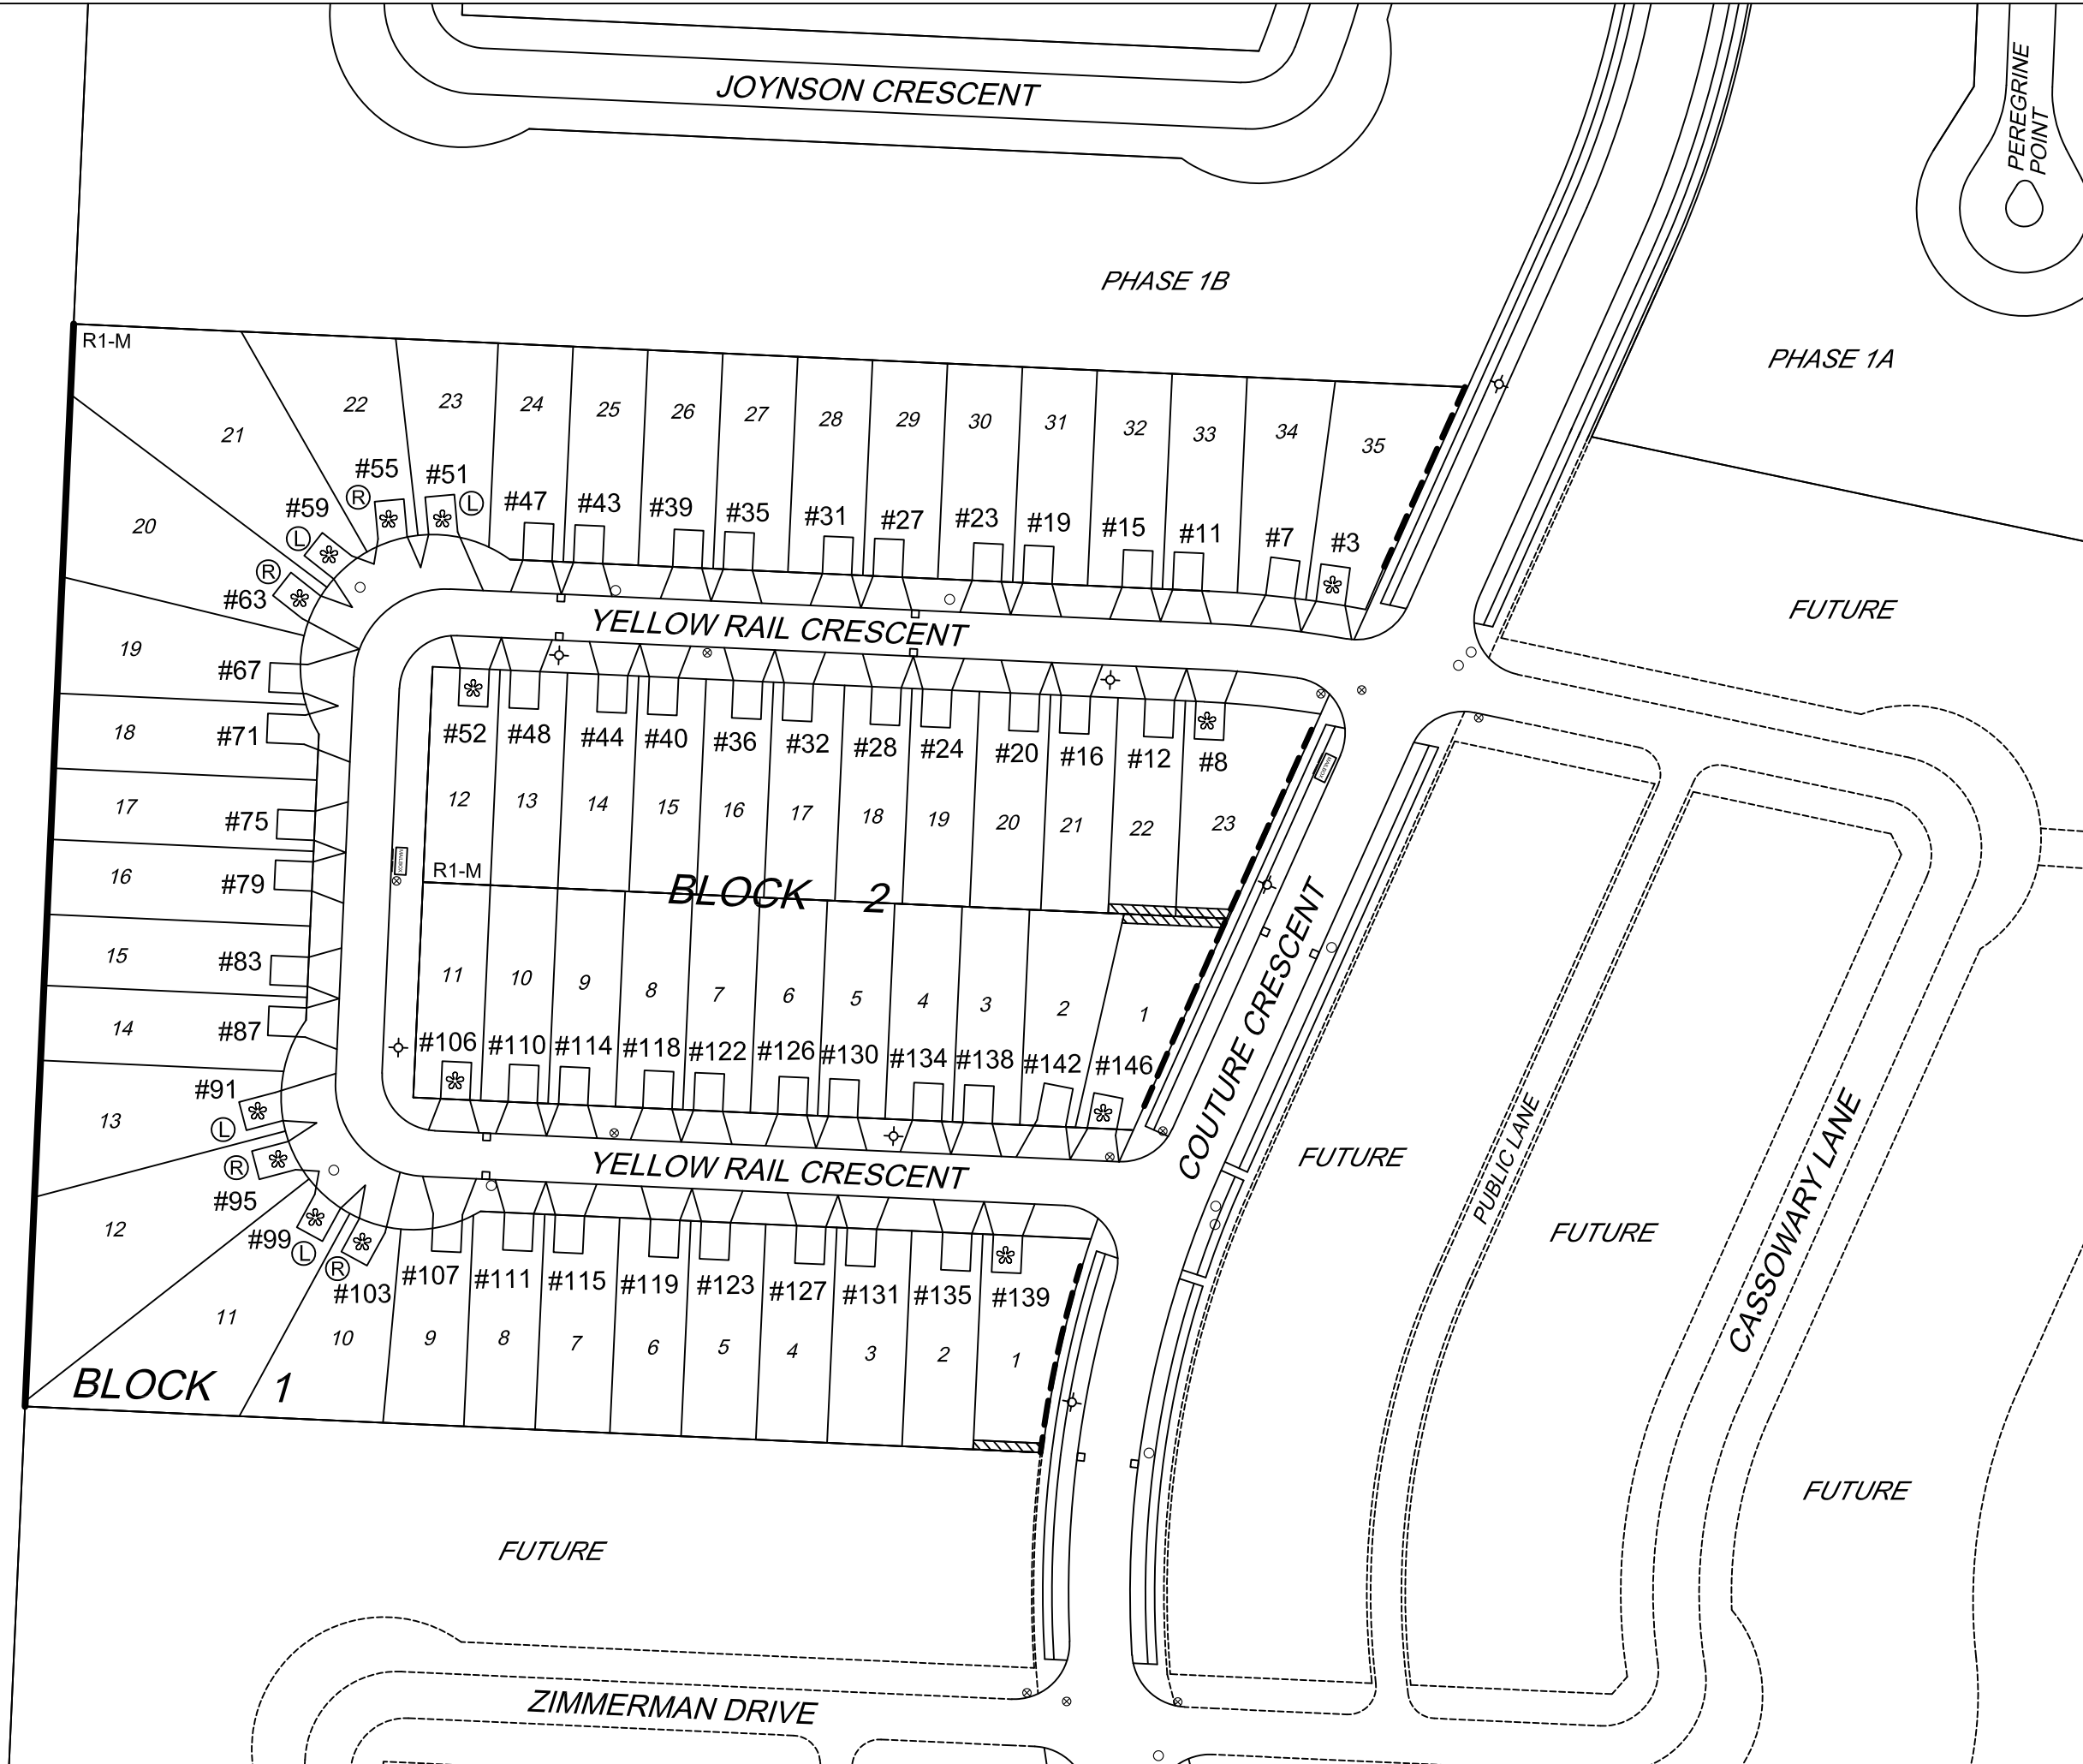 JOYNSON CRESCENT
PEREGRINE
POINT
PHASE 1B
PHASE 1A
R1-M
21 22 23 24 25 26 27 28 29 30 31 32 33 34 35
#59 #55 #51 #47 #43 #39 #35 #31 #27 #23 #19 #15 #11 #7 #3
L R L
R
#63
20
19
#67
18
#71
17
#75
16
#79
15
#83
14
#87
13
#91
L
R
#95
12
YELLOW RAIL CRESCENT
FUTURE
#52 #48 #44 #40 #36 #32 #28 #24 #20 #16 #12 #8
12 13 14 15 16 17 18 19 20 21 22 23
MAILBOX
MAILBOX
R1-M
BLOCK 2
11 10 9 8 7 6 5 4 3 2 1
#106 #110 #114 #118 #122 #126 #130 #134 #138 #142 #146
YELLOW RAIL CRESCENT
COUTURE CRESCENT
FUTURE
PUBLIC LANE
FUTURE
CASSOWARY LANE
#99 L R #103 #107 #111 #115 #119 #123 #127 #131 #135 #139
11 10 9 8 7 6 5 4 3 2 1
BLOCK 1
FUTURE
FUTURE
ZIMMERMAN DRIVE